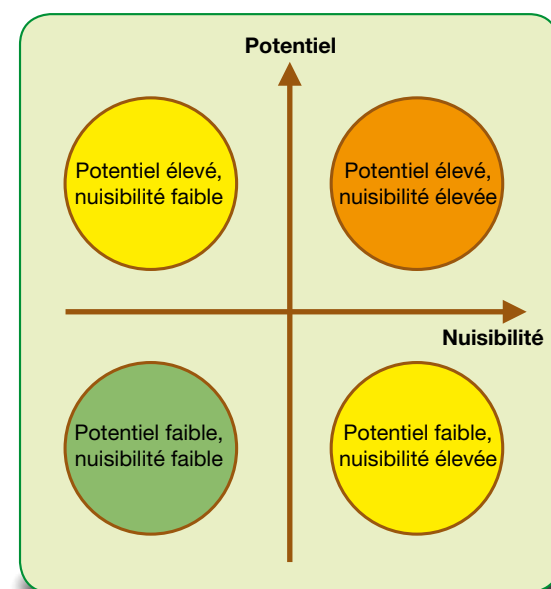 Potentiel
Potentiel élevé,
nuisibilité faible
Potentiel élevé,
nuisibilité élevée
Nuisibilité
Potentiel faible,
nuisibilité faible
Potentiel faible,
nuisibilité élevée